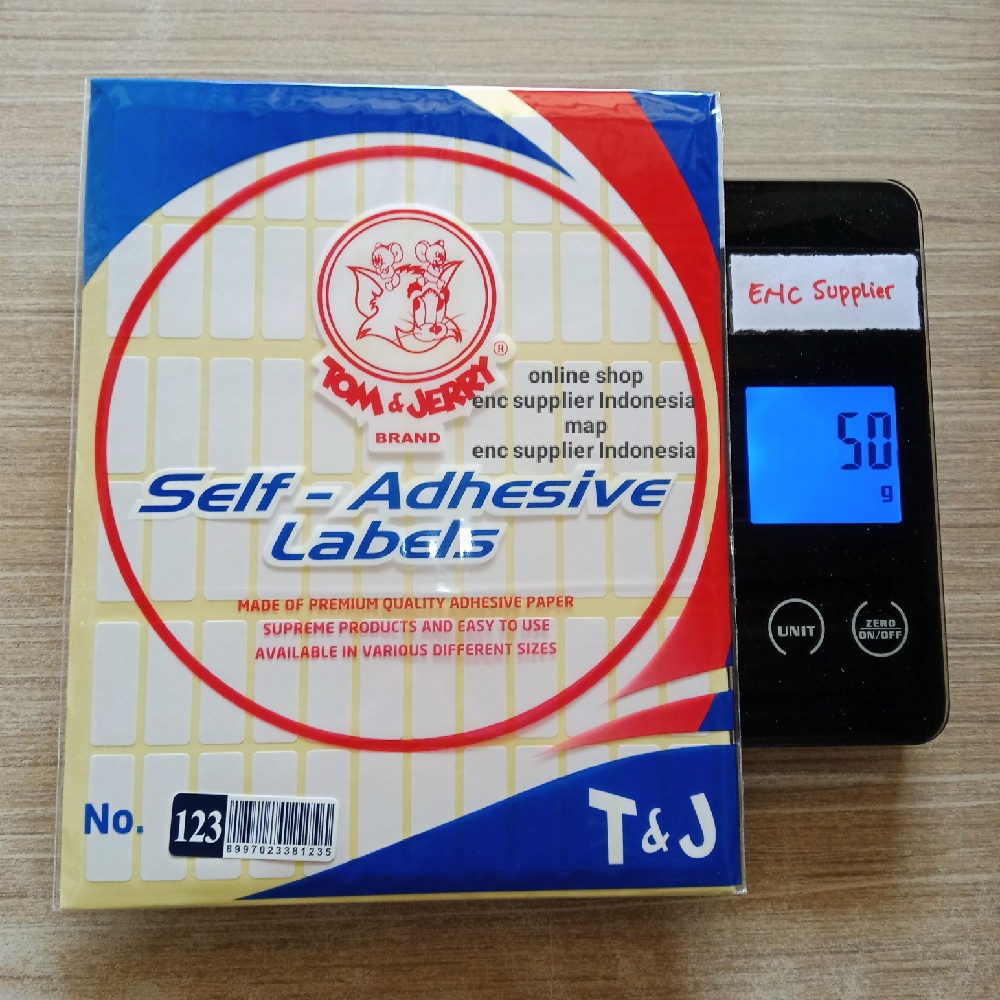 TOM & JERRY
®
BRAND
Self - Adhesive
Labels
MADE OF PREMIUM QUALITY ADHESIVE PAPER
SUPREME PRODUCTS AND EASY TO USE
AVAILABLE IN VARIOUS DIFFERENT SIZES
No.
123
8997023381235
T&J
online shop
enc supplier Indonesia
map
enc supplier Indonesia
ENC Supplier
50
g
UNIT
ZERO
ON/OFF